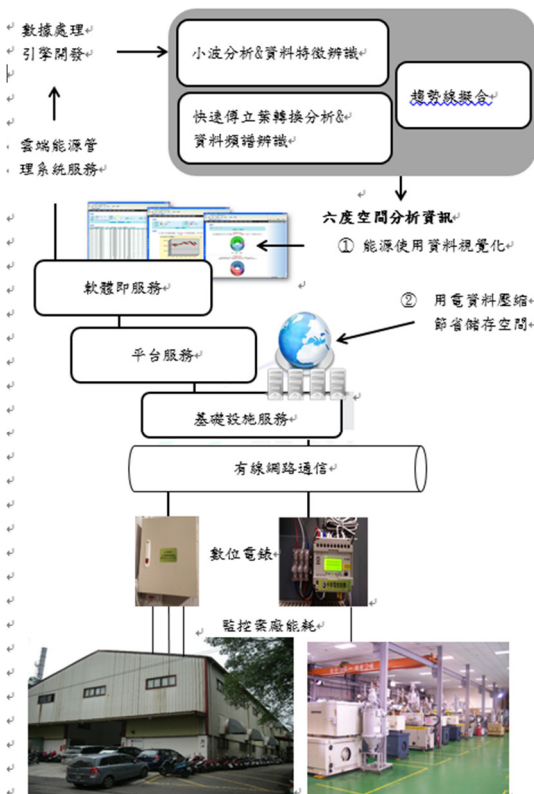 數據處理
引擎開發
小波分析&資料特徵辨識
趨勢線擬合
快速傅立葉轉換分析&
資料頻譜辨識
雲端能源管
理系統服務
六度空間分析資訊
① 能源使用資料視覺化
軟體即服務
② 用電資料壓縮
節省儲存空間
平台服務
基礎設施服務
有線網路通信
數位電錶
監控案廠能耗